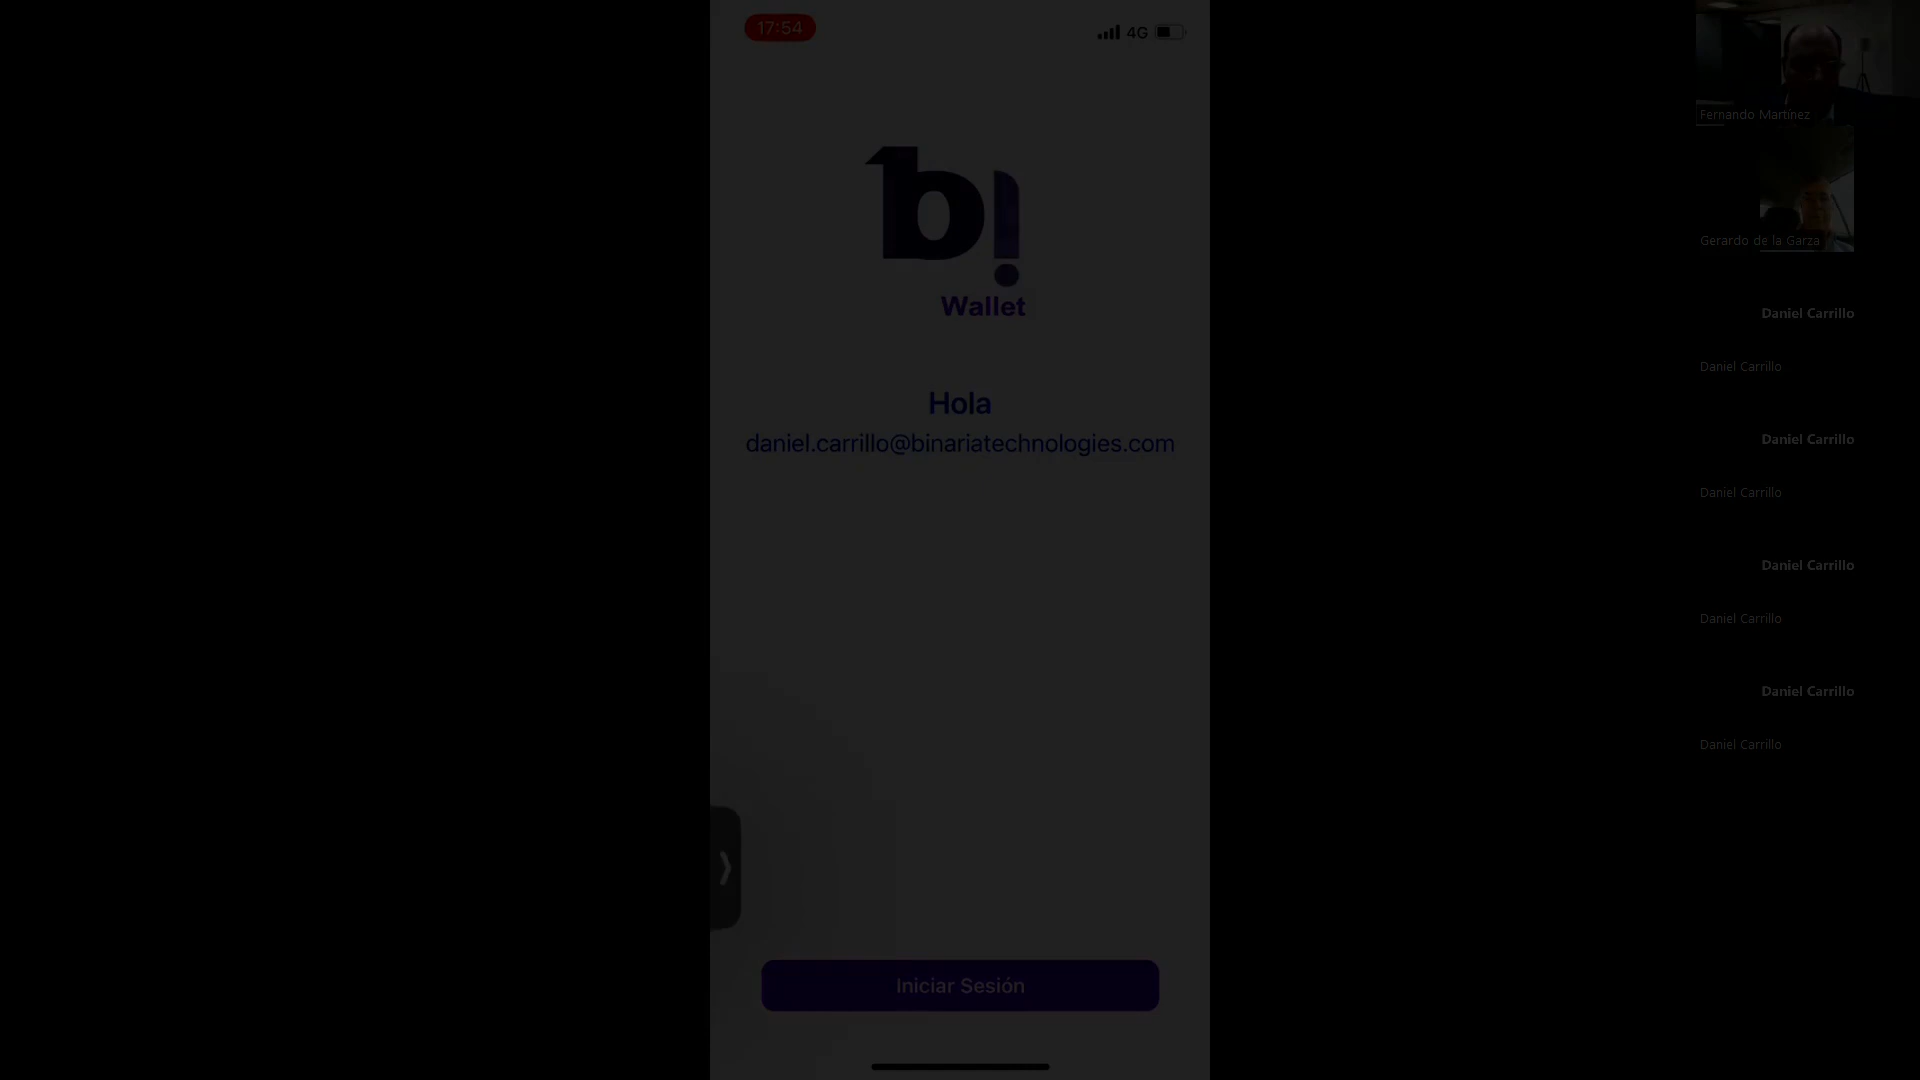 17:54
4G
b!
Wallet
Hola
daniel.carrillo@binariatechnologies.com
Iniciar Sesión
Fernando Martínez
Gerardo de la Garza
Daniel Carrillo
Daniel Carrillo
Daniel Carrillo
Daniel Carrillo
Daniel Carrillo
Daniel Carrillo
Daniel Carrillo
Daniel Carrillo